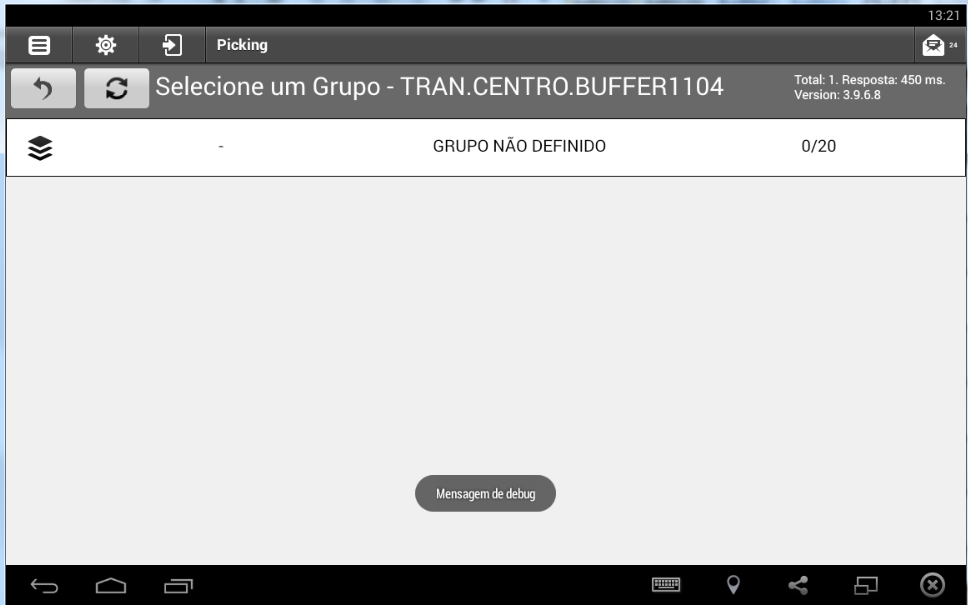 13:21
Picking
24
Selecione um Grupo - TRAN.CENTRO.BUFFER1104
Total: 1. Resposta: 450 ms.
Version: 3.9.6.8
- GRUPO NÃO DEFINIDO 0/20
Mensagem de debug